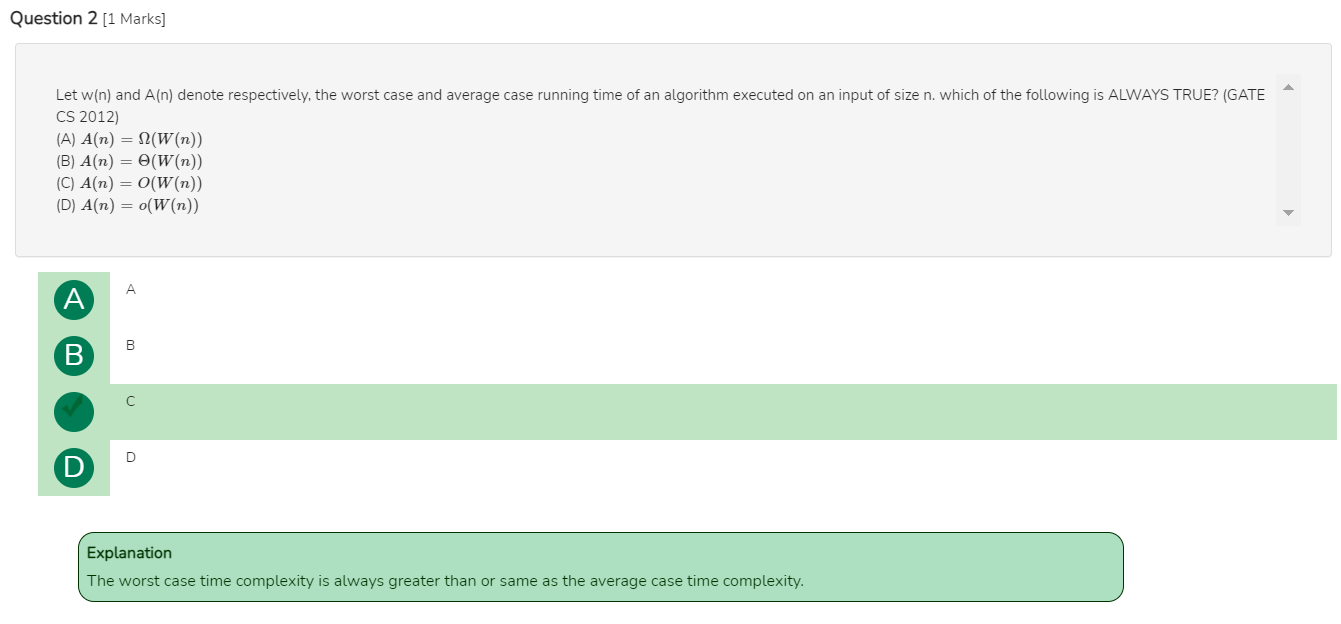 Question 2 [1 Marks]
Let w(n) and A(n) denote respectively, the worst case and average case running time of an algorithm executed on an input of size n. which of the following is ALWAYS TRUE? (GATE
CS 2012)
(A) A(n) = Ω(W(n))
(B) A(n) = Θ(W(n))
(C) A(n) = O(W(n))
(D) A(n) = o(W(n))
A A
B B
C
D D
Explanation
The worst case time complexity is always greater than or same as the average case time complexity.